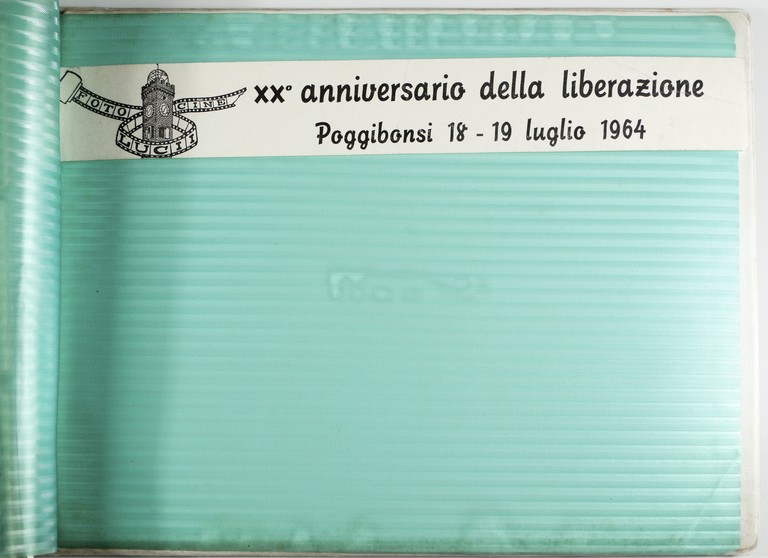 FOTO CINE
LUCII
xx° anniversario della liberazione
Poggibonsi 18 - 19 luglio 1964